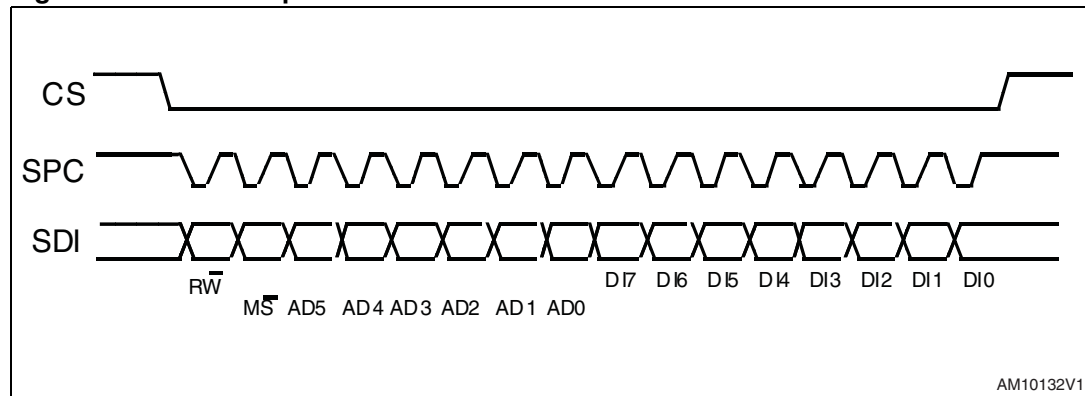 CS
SPC
SDI
RW̅ DI7 DI6 DI5 DI4 DI3 DI2 DI1 DI0
MS̅ AD5 AD4 AD3 AD2 AD1 AD0
AM10132V1